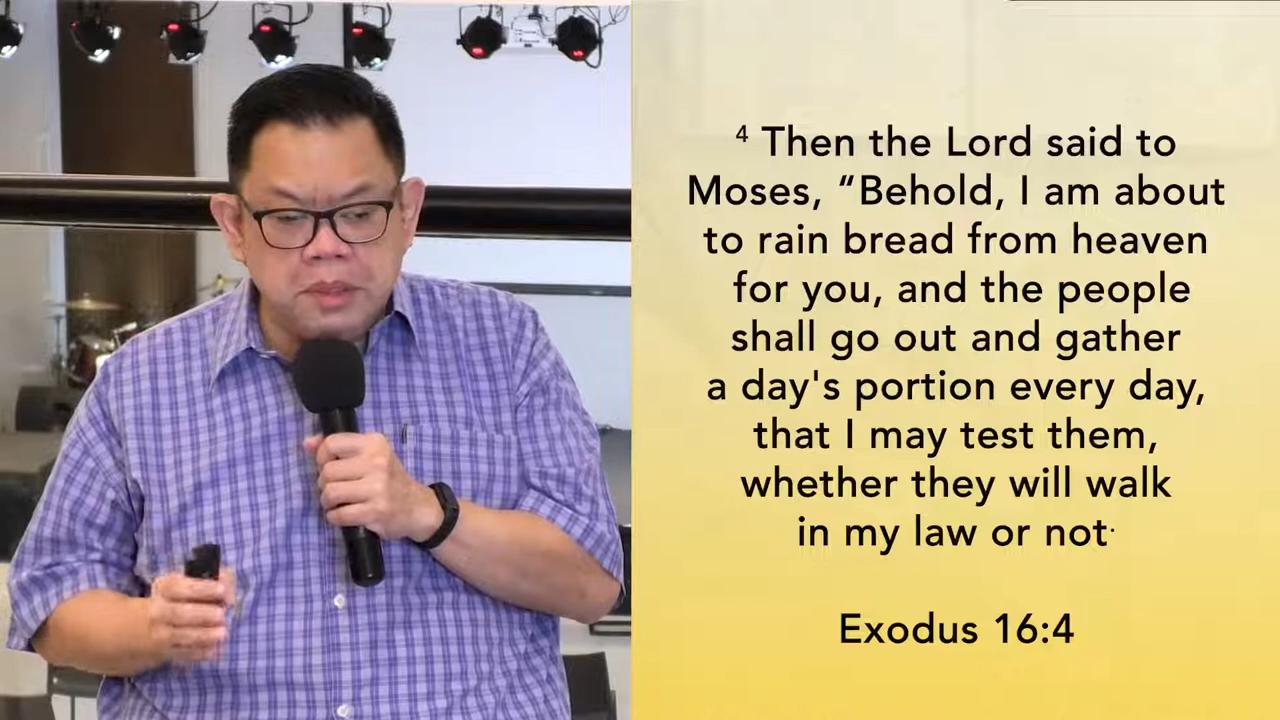 4 Then the Lord said to
Moses, “Behold, I am about
to rain bread from heaven
for you, and the people
shall go out and gather
a day's portion every day,
that I may test them,
whether they will walk
in my law or not.
Exodus 16:4